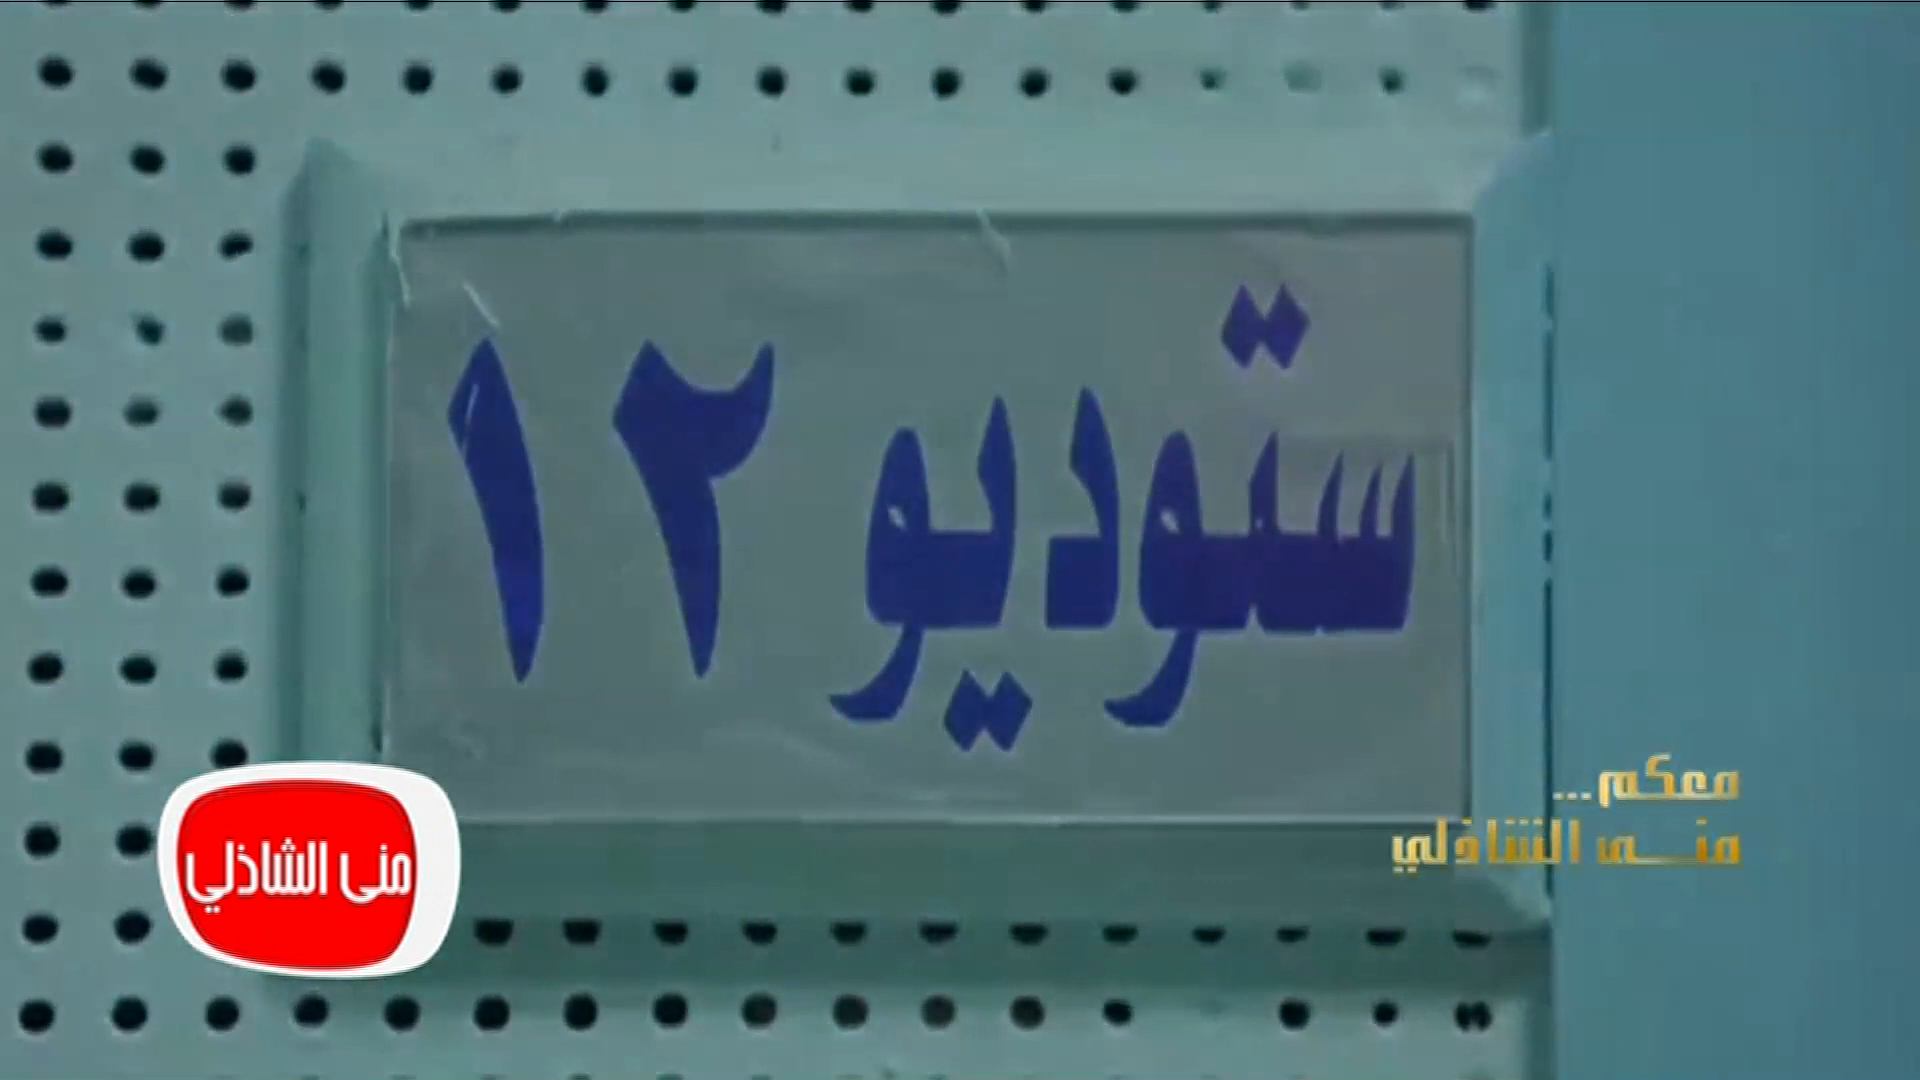 ستوديو ١٢
معكم...
منى الشاذلي
منى الشاذلي